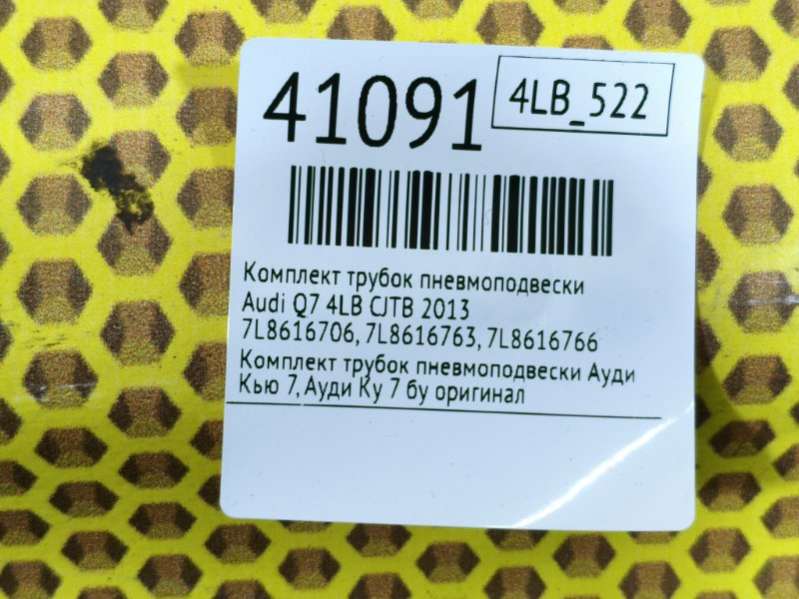 41091
4LB_522
Комплект трубок пневмоподвески
Audi Q7 4LB CJTB 2013
7L8616706, 7L8616763, 7L8616766
Комплект трубок пневмоподвески Ауди
Кью 7, Ауди Ку 7 бу оригинал